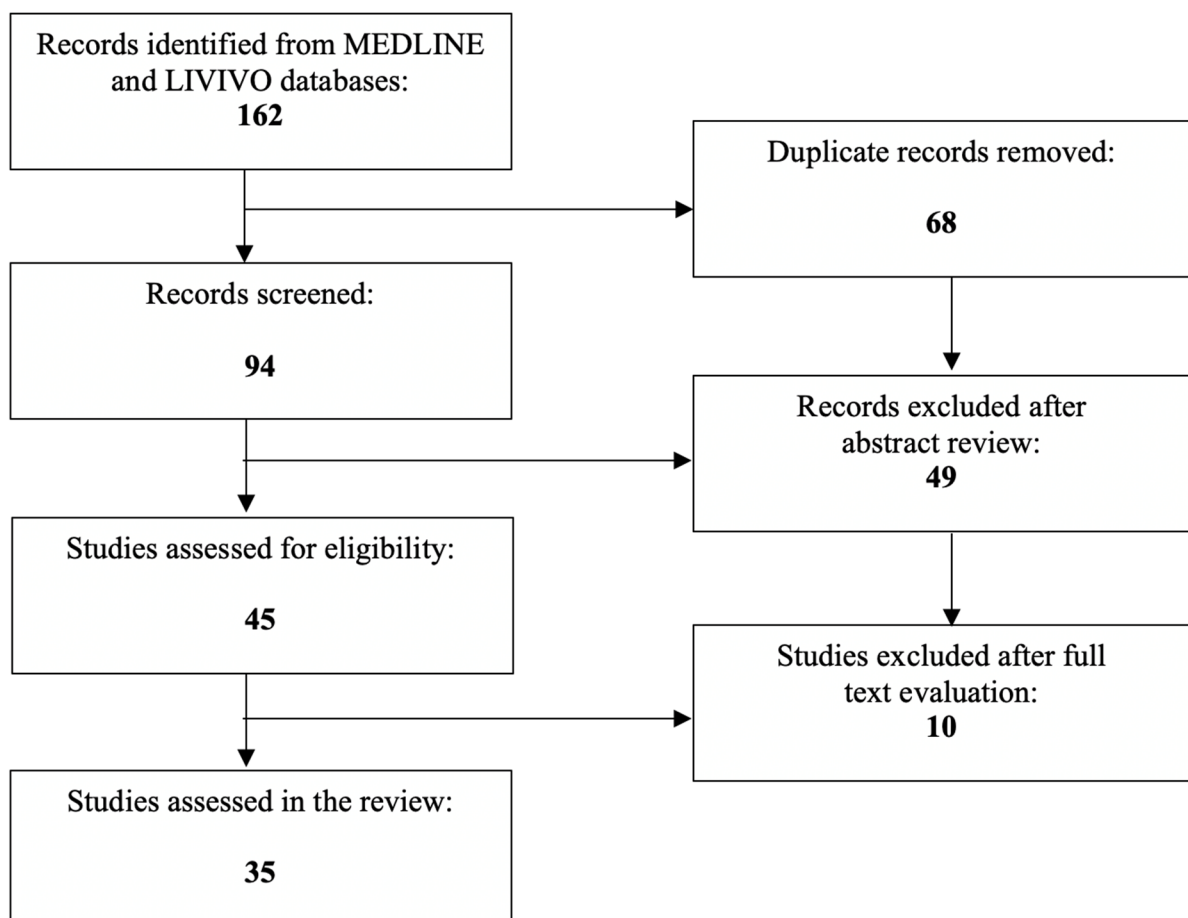 Records identified from MEDLINE
and LIVIVO databases:
162
Duplicate records removed:
68
Records screened:
94
Records excluded after
abstract review:
49
Studies assessed for eligibility:
45
Studies excluded after full
text evaluation:
10
Studies assessed in the review:
35